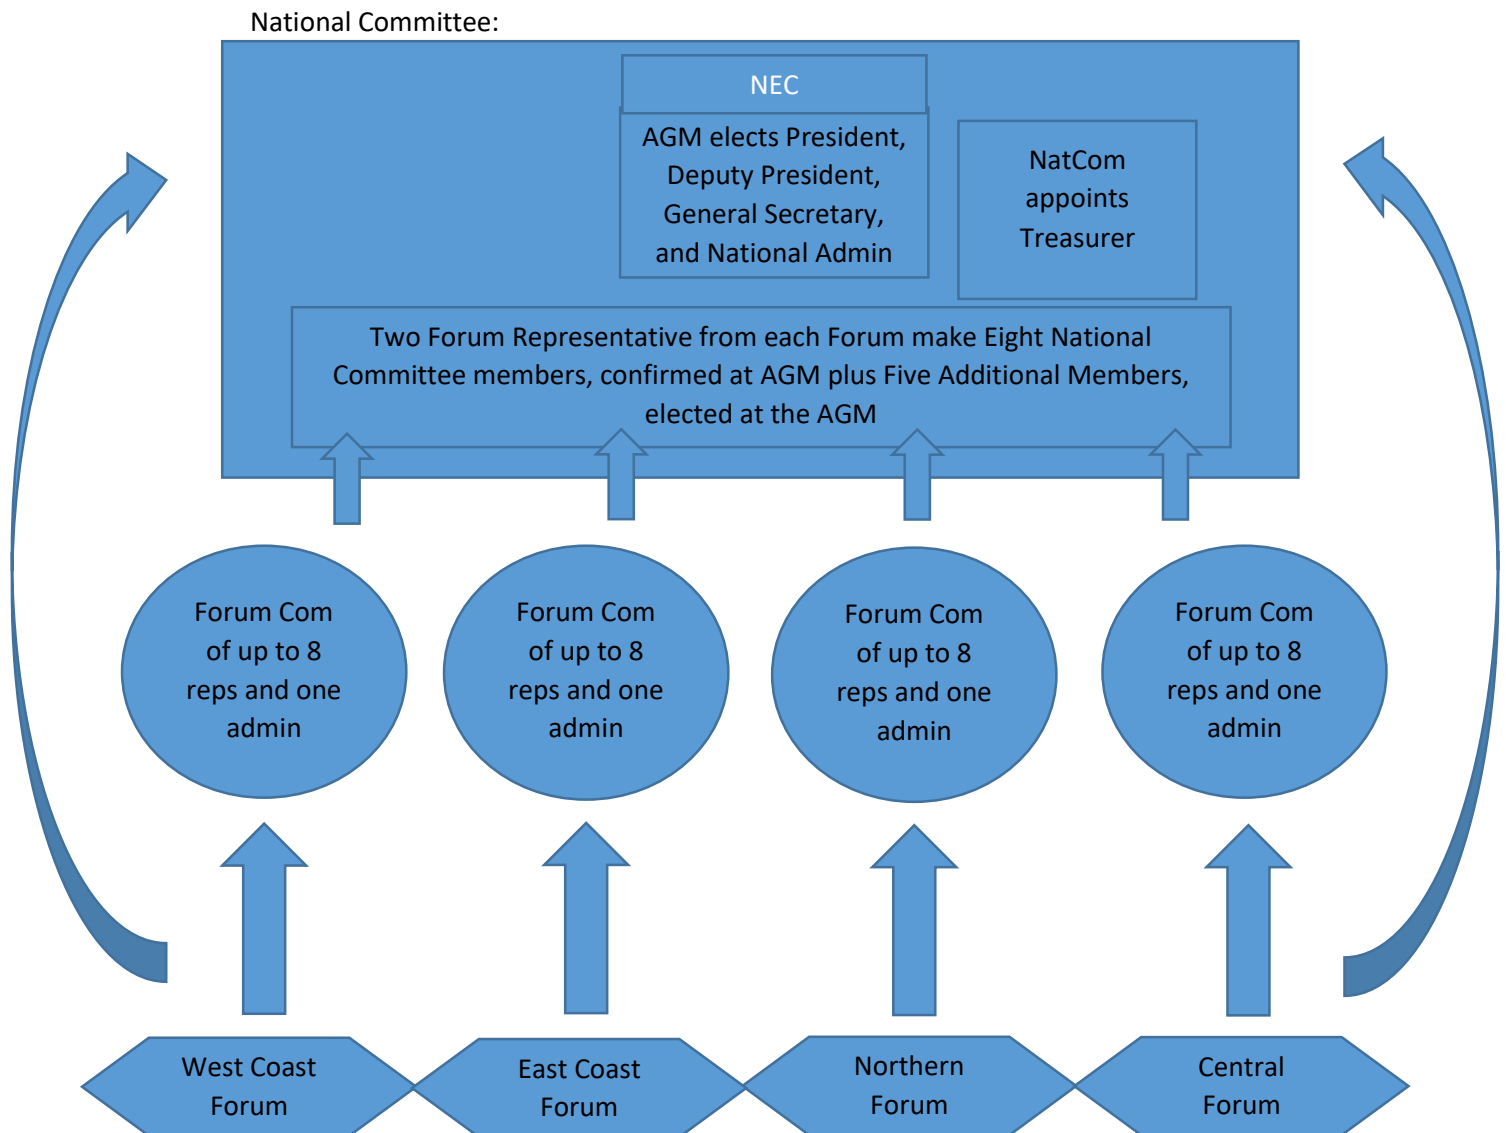 National Committee:
NEC
AGM elects President,
Deputy President,
General Secretary,
and National Admin
NatCom
appoints
Treasurer
Two Forum Representative from each Forum make Eight National
Committee members, confirmed at AGM plus Five Additional Members,
elected at the AGM
Forum Com
of up to 8
reps and one
admin
Forum Com
of up to 8
reps and one
admin
Forum Com
of up to 8
reps and one
admin
Forum Com
of up to 8
reps and one
admin
West Coast
Forum
East Coast
Forum
Northern
Forum
Central
Forum